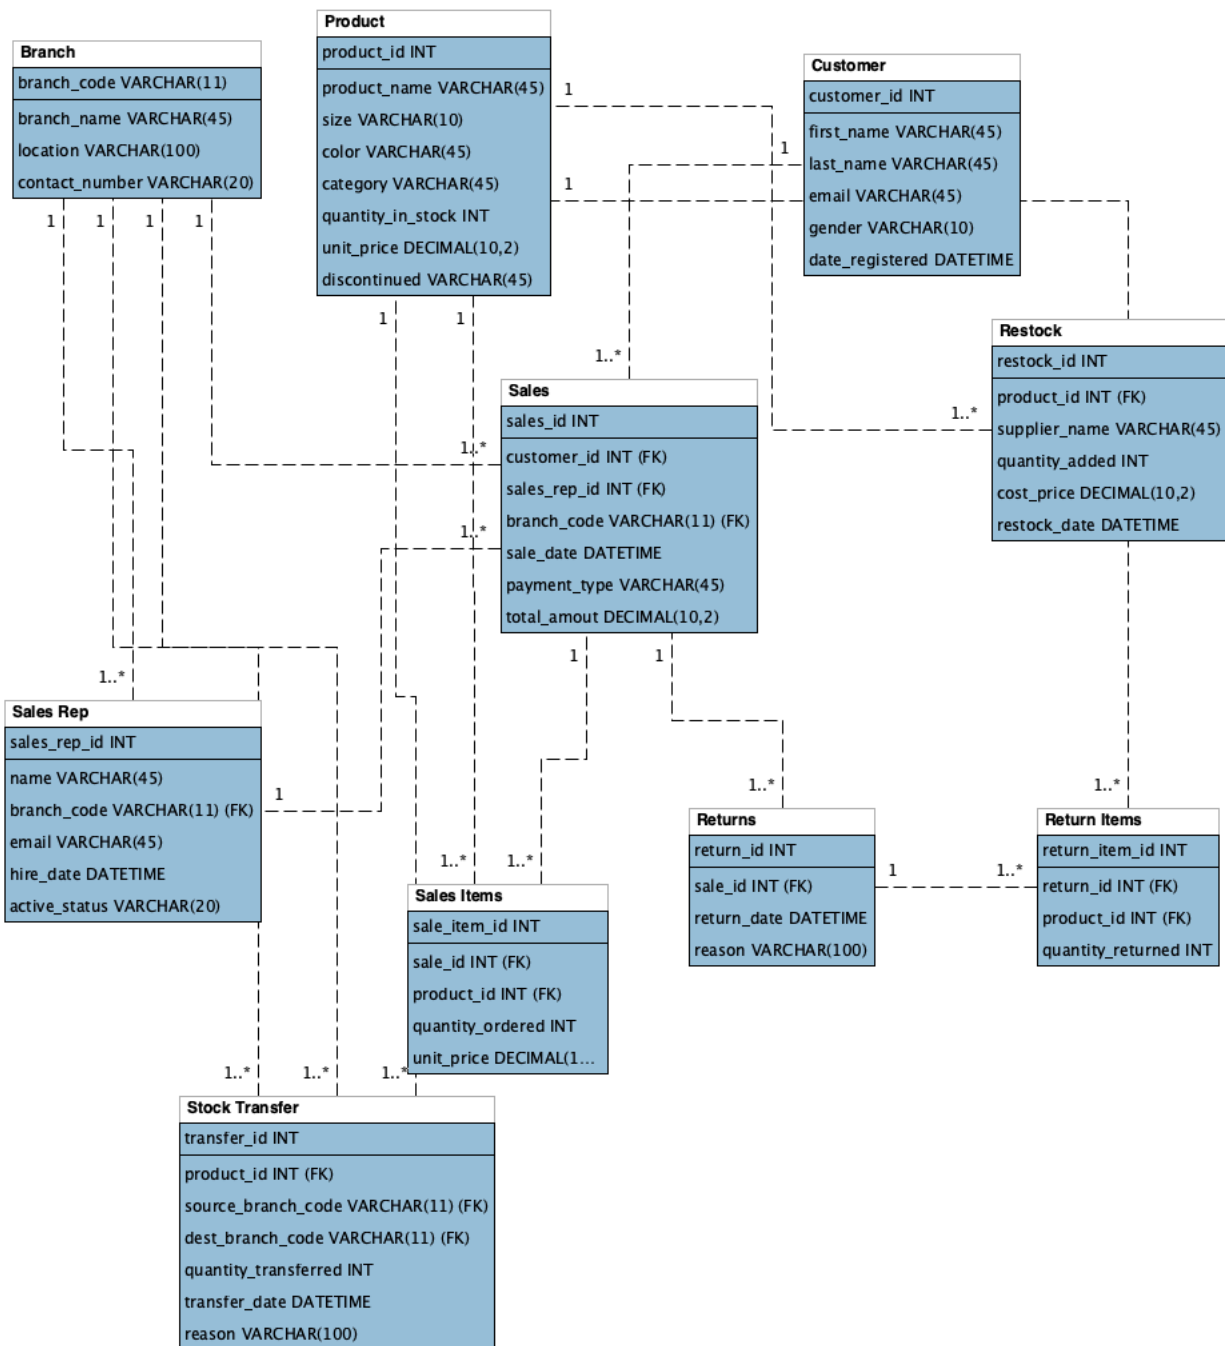 Product
product_id INT
product_name VARCHAR(45)
size VARCHAR(10)
color VARCHAR(45)
category VARCHAR(45)
quantity_in_stock INT
unit_price DECIMAL(10,2)
discontinued VARCHAR(45)
Branch
branch_code VARCHAR(11)
branch_name VARCHAR(45)
location VARCHAR(100)
contact_number VARCHAR(20)
Customer
customer_id INT
first_name VARCHAR(45)
last_name VARCHAR(45)
email VARCHAR(45)
gender VARCHAR(10)
date_registered DATETIME
1
1
1
1
1
1
1
1
1
Restock
restock_id INT
product_id INT (FK)
supplier_name VARCHAR(45)
quantity_added INT
cost_price DECIMAL(10,2)
restock_date DATETIME
1..*
1..*
Sales
sales_id INT
customer_id INT (FK)
sales_rep_id INT (FK)
branch_code VARCHAR(11) (FK)
sale_date DATETIME
payment_type VARCHAR(45)
total_amout DECIMAL(10,2)
1..*
1..*
1
1
1..*
Sales Rep
sales_rep_id INT
name VARCHAR(45)
branch_code VARCHAR(11) (FK)
email VARCHAR(45)
hire_date DATETIME
active_status VARCHAR(20)
1
1..*
1..*
Returns
return_id INT
sale_id INT (FK)
return_date DATETIME
reason VARCHAR(100)
1
1..*
Return Items
return_item_id INT
return_id INT (FK)
product_id INT (FK)
quantity_returned INT
1..*
1..*
Sales Items
sale_item_id INT
sale_id INT (FK)
product_id INT (FK)
quantity_ordered INT
unit_price DECIMAL(1...
1..*
1..*
1..*
Stock Transfer
transfer_id INT
product_id INT (FK)
source_branch_code VARCHAR(11) (FK)
dest_branch_code VARCHAR(11) (FK)
quantity_transferred INT
transfer_date DATETIME
reason VARCHAR(100)